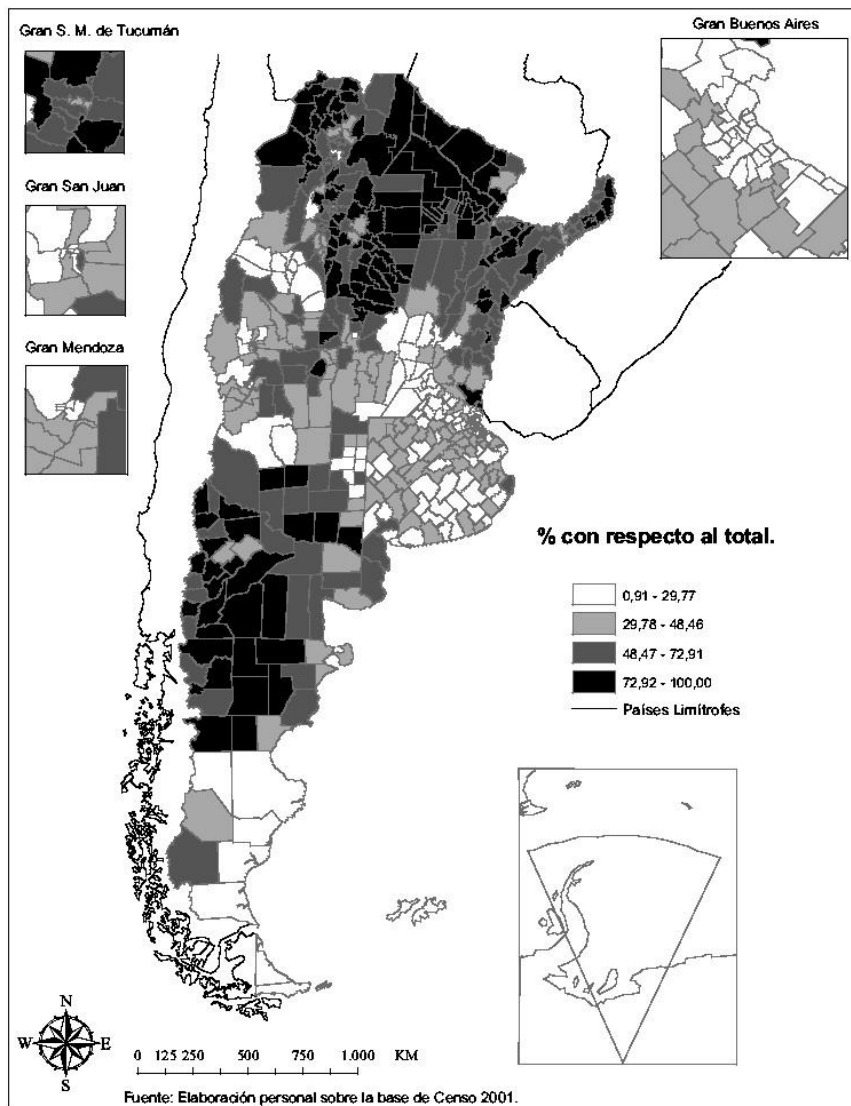 Gran S. M. de Tucumán
Gran Buenos Aires
Gran San Juan
Gran Mendoza
% con respecto al total.
0,91 - 29,77
29,78 - 48,46
48,47 - 72,91
72,92 - 100,00
Países Limítrofes
N
W E
S
0 125 250 500 750 1.000 KM
Fuente: Elaboración personal sobre la base de Censo 2001.